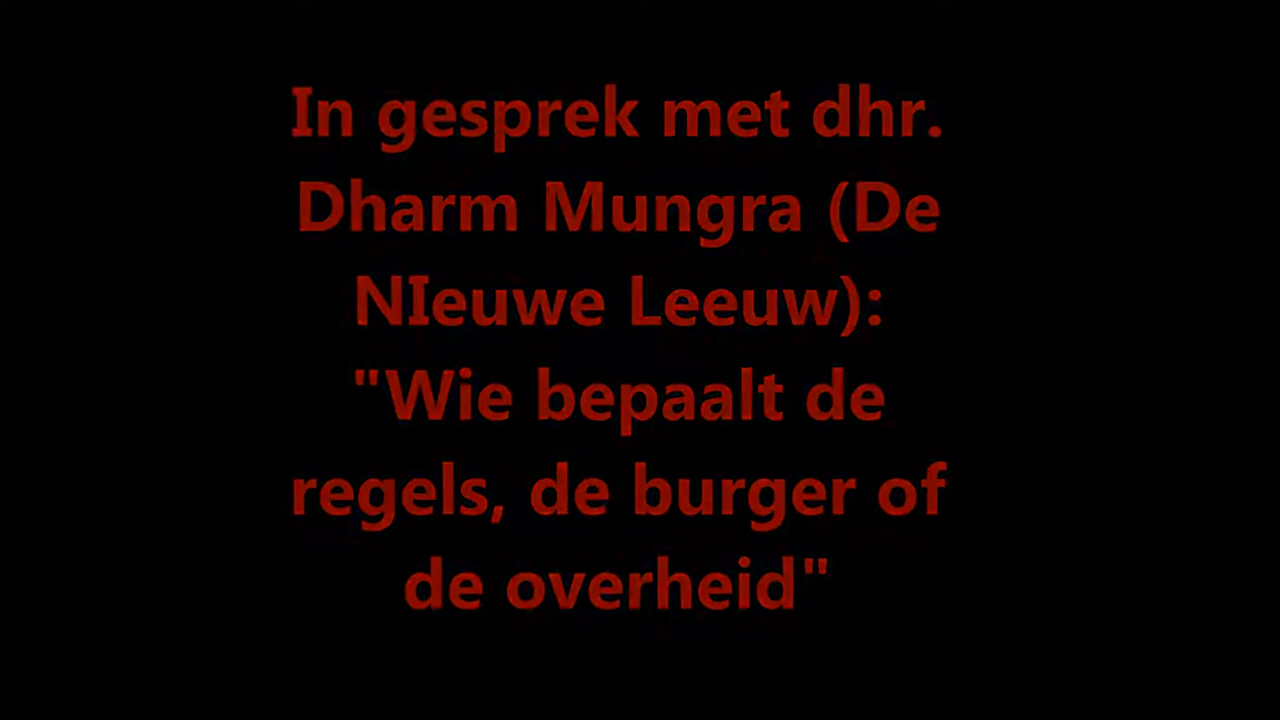 In gesprek met dhr.
Dharm Mungra (De
NIeuwe Leeuw):
"Wie bepaalt de
regels, de burger of
de overheid"